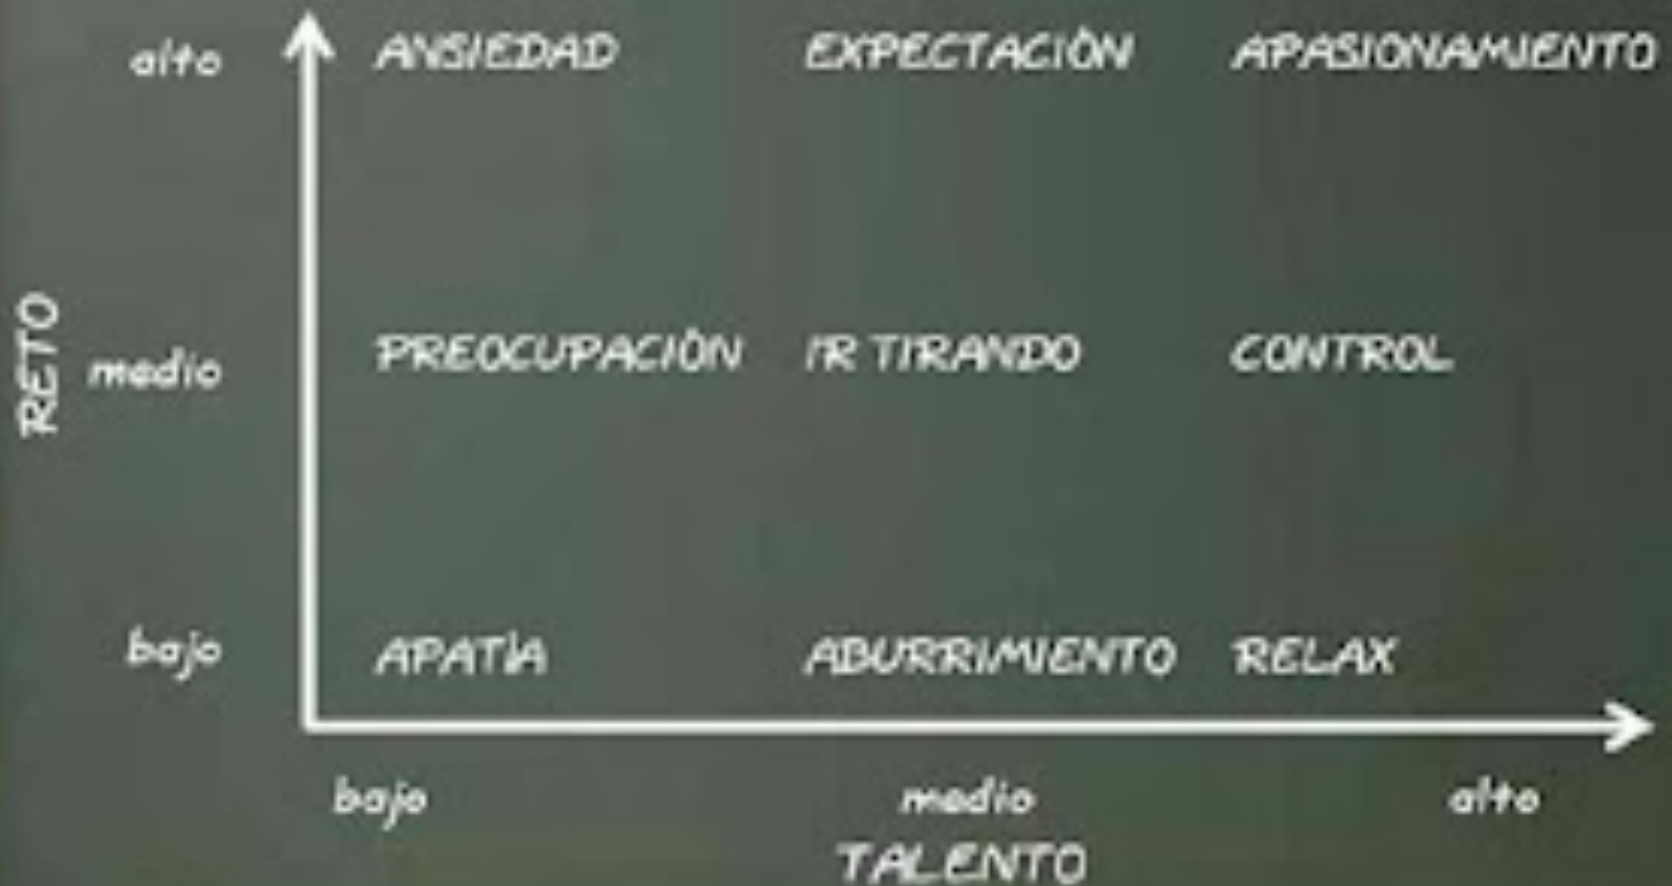 alto ANSIEDAD EXPECTACIÓN APASIONAMIENTO
RETO
medio PREOCUPACIÓN IR TIRANDO CONTROL
bajo APATÍA ABURRIMIENTO RELAX
bajo medio alto
TALENTO